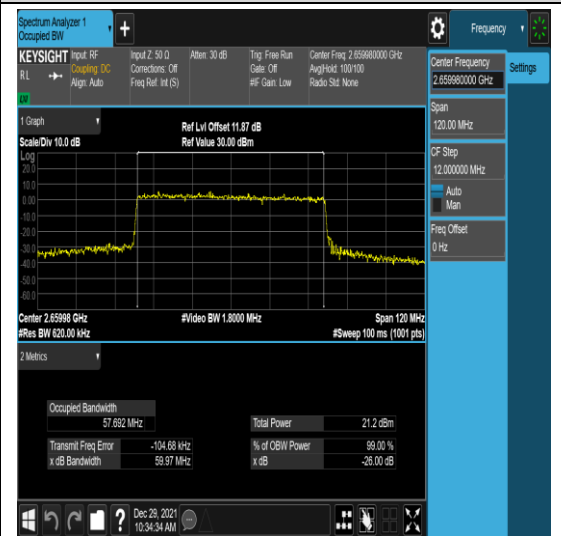 Spectrum Analyzer 1
Occupied BW
+
Frequency
KEYSIGHT
RL
Input: RF
Coupling: DC
Align: Auto
Input Z: 50 Ω
Corrections: Off
Freq Ref: Int (S)
Atten: 30 dB
Trig: Free Run
Gate: Off
#IF Gain: Low
Center Freq: 2.659980000 GHz
Avg|Hold: 100/100
Radio Std: None
1 Graph
Scale/Div 10.0 dB
Ref Lvl Offset 11.87 dB
Ref Value 30.00 dBm
Log
20.0
10.0
0.00
-10.0
-20.0
-30.0
-40.0
-50.0
-60.0
Center 2.65998 GHz
#Res BW 620.00 kHz
#Video BW 1.8000 MHz
Span 120 MHz
#Sweep 100 ms (1001 pts)
2 Metrics
Occupied Bandwidth
57.692 MHz
Transmit Freq Error -104.68 kHz
x dB Bandwidth 59.97 MHz
Total Power 21.2 dBm
% of OBW Power 99.00 %
x dB -26.00 dB
Center Frequency
2.659980000 GHz
Settings
Span
120.00 MHz
CF Step
12.000000 MHz
Auto
Man
Freq Offset
0 Hz
?
Dec 29, 2021
10:34:34 AM